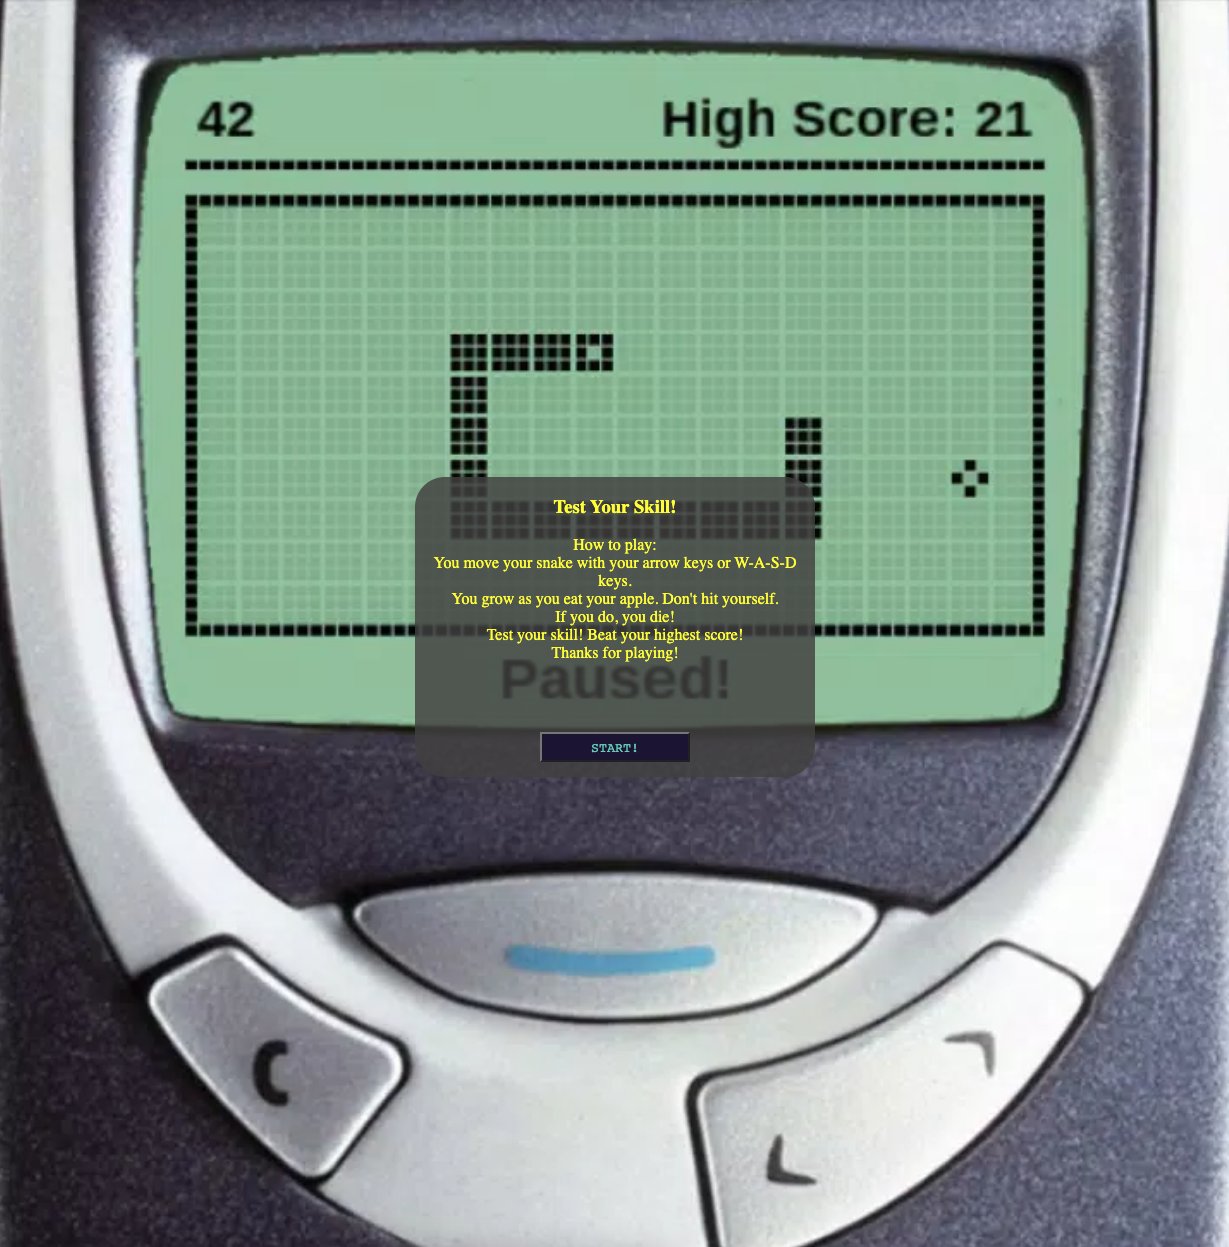 42 High Score: 21
Test Your Skill!
How to play:
You move your snake with your arrow keys or W-A-S-D
keys.
You grow as you eat your apple. Don't hit yourself.
If you do, you die!
Test your skill! Beat your highest score!
Thanks for playing!
Paused!
START!